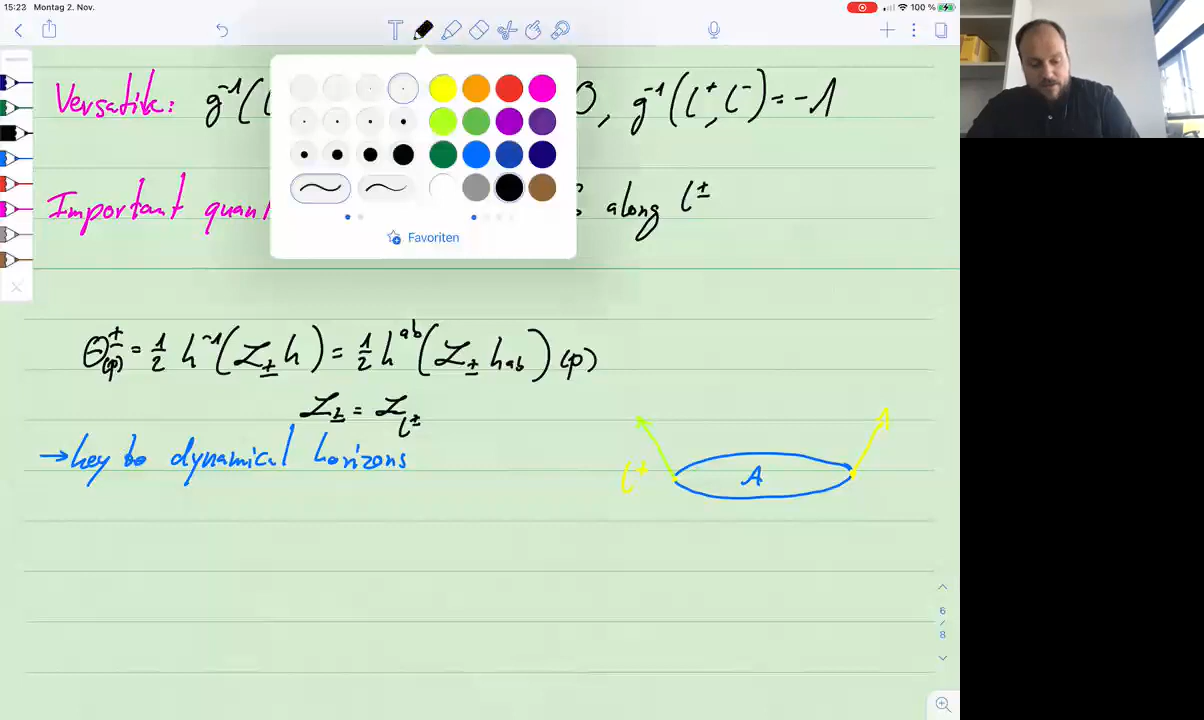 15:23 Montag 2. Nov. 100 %
T
Versatile: g⁻¹( 0, g⁻¹(l⁺, l⁻) = -1
Important along l±
Favoriten
Θ±(p) = 1/2 h⁻¹(ℒ± h) = 1/2 hᵃᵇ(ℒ± hab)(p)
ℒ± = ℒl±
→ key to dynamical horizons
l⁺ A
6
/
8